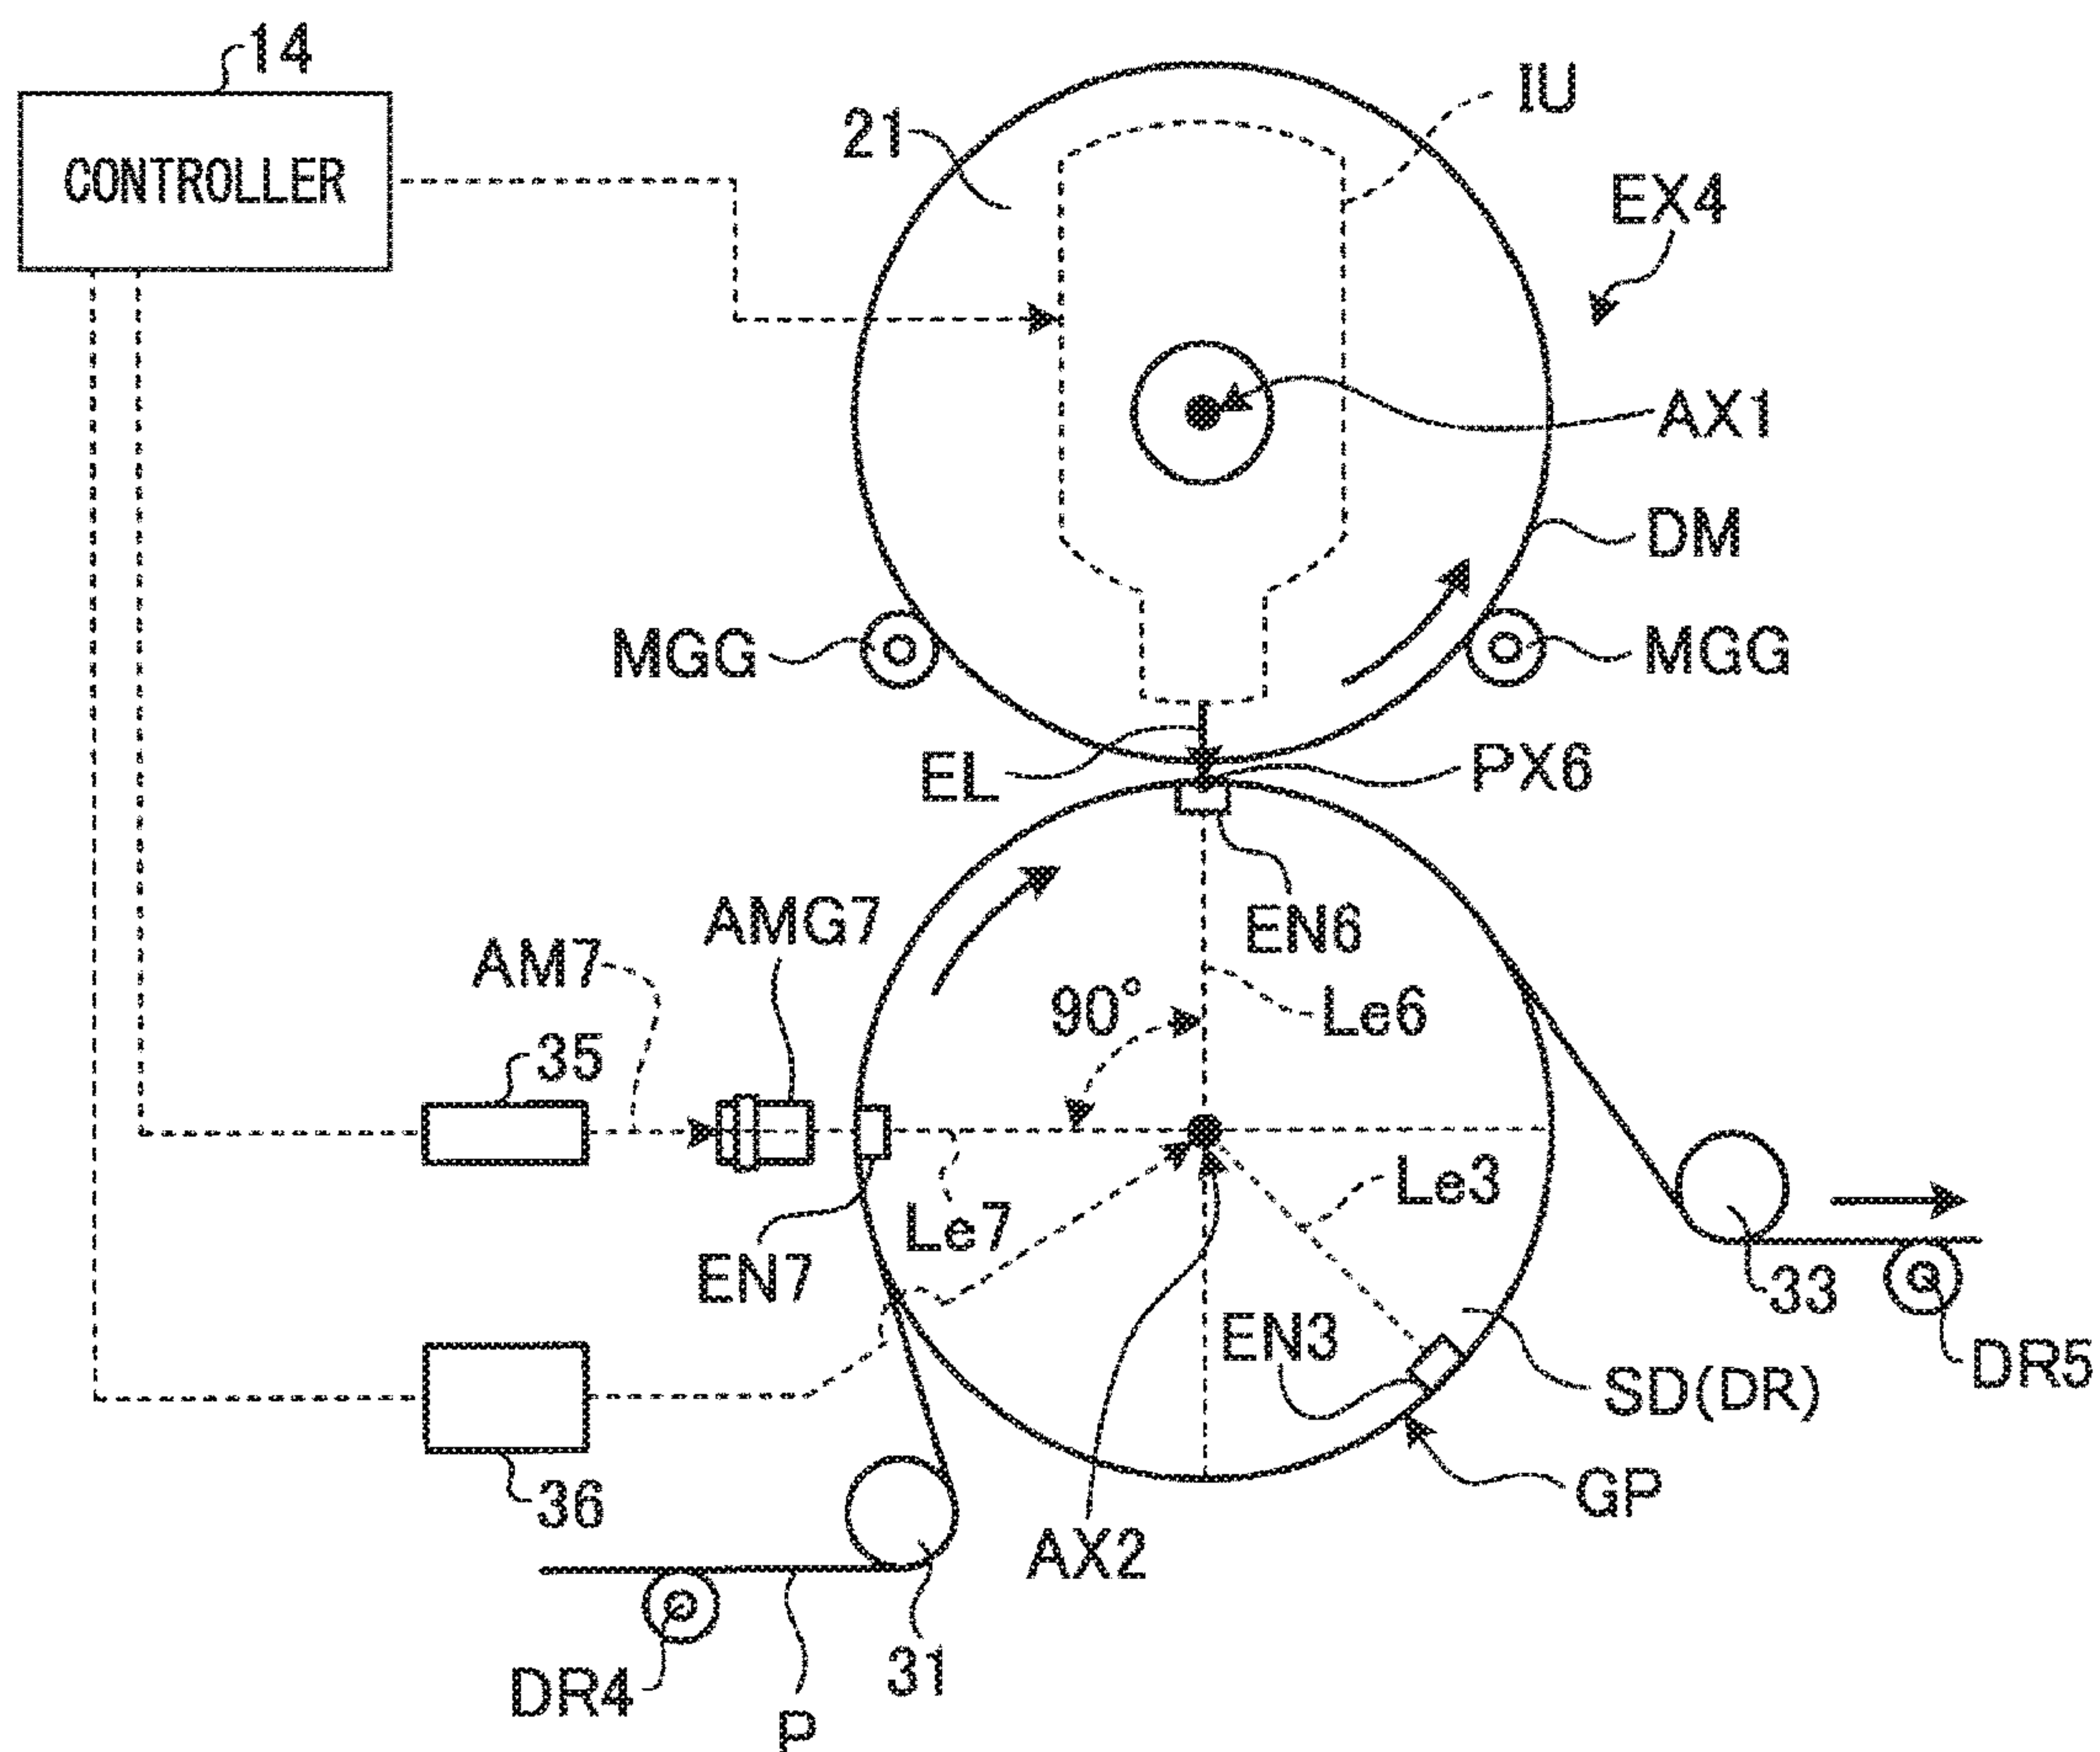 14
CONTROLLER
21
IU
EX4
AX1
DM
MGG
MGG
EL
PX6
EN6
AMG7
AM7
90°
Le6
35
Le7
Le3
EN7
EN3
33
DR5
SD(DR)
36
GP
AX2
31
DR4
P